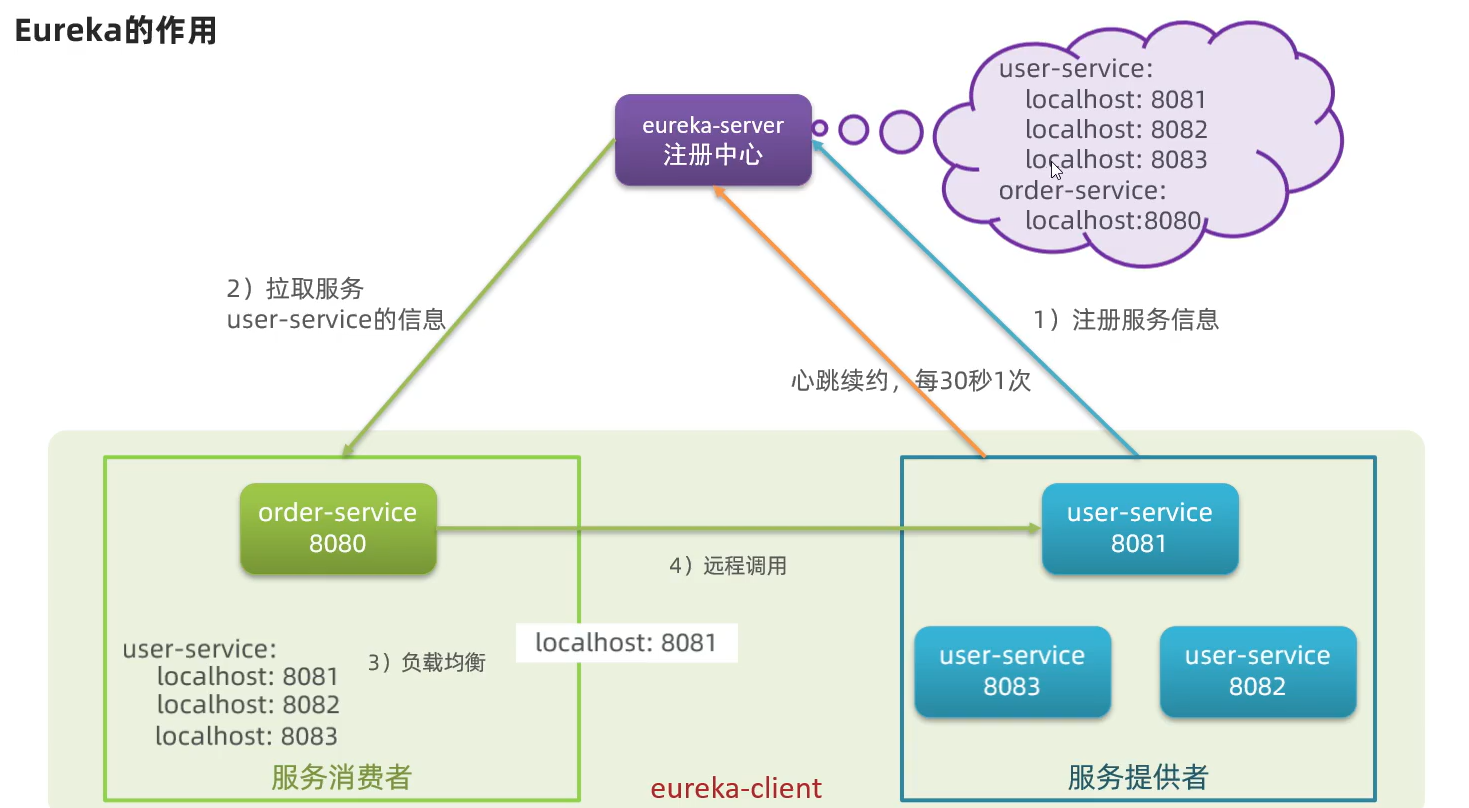 Eureka的作用
eureka-server
注册中心
user-service:
localhost: 8081
localhost: 8082
localhost: 8083
order-service:
localhost:8080
2）拉取服务
user-service的信息
1）注册服务信息
心跳续约，每30秒1次
order-service
8080
4）远程调用
user-service
8081
user-service:
localhost: 8081
localhost: 8082
localhost: 8083
3）负载均衡
localhost: 8081
user-service
8083
user-service
8082
服务消费者
eureka-client
服务提供者